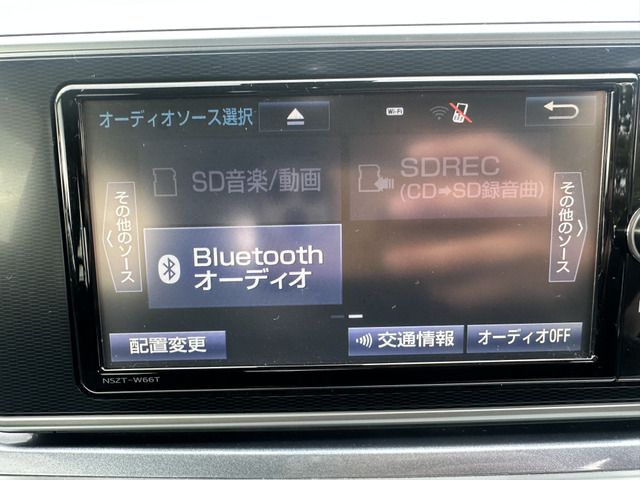 オーディオソース選択
Wi-Fi
SD音楽/動画
SDREC
(CD➡SD録音曲)
その他のソース
その他のソース
Bluetooth
オーディオ
配置変更
交通情報
オーディオOFF
NSZT-W66T